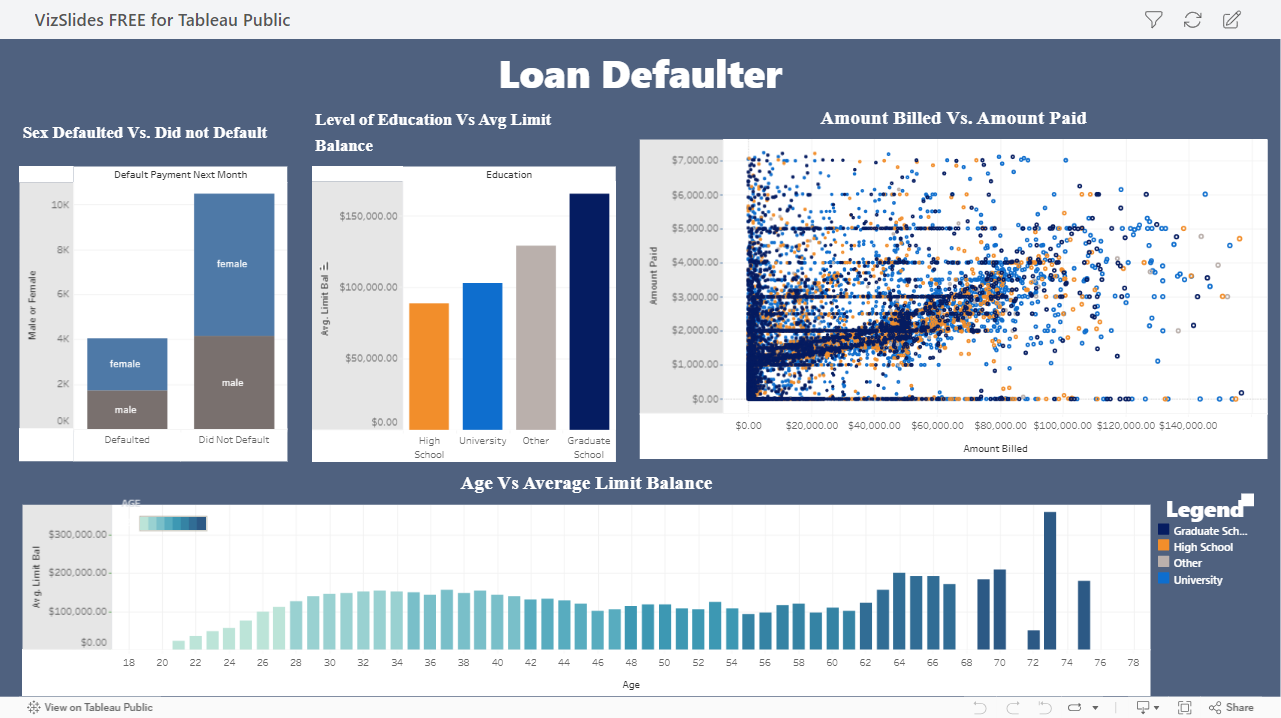 VizSlides FREE for Tableau Public
Loan Defaulter
Sex Defaulted Vs. Did not Default
Default Payment Next Month
Male or Female
10K
8K
6K
4K
2K
0K
female
male
female
male
Defaulted
Did Not Default
Level of Education Vs Avg Limit
Balance
Education
Avg. Limit Bal
$150,000.00
$100,000.00
$50,000.00
$0.00
High
School
University
Other
Graduate
School
Amount Billed Vs. Amount Paid
Amount Paid
$7,000.00
$6,000.00
$5,000.00
$4,000.00
$3,000.00
$2,000.00
$1,000.00
$0.00
$0.00 $20,000.00 $40,000.00 $60,000.00 $80,000.00 $100,000.00 $120,000.00 $140,000.00
Amount Billed
Age Vs Average Limit Balance
AGE
Avg. Limit Bal
$300,000.00
$200,000.00
$100,000.00
$0.00
18 20 22 24 26 28 30 32 34 36 38 40 42 44 46 48 50 52 54 56 58 60 62 64 66 68 70 72 74 76 78
Age
Legend
Graduate Sch...
High School
Other
University
View on Tableau Public
Share